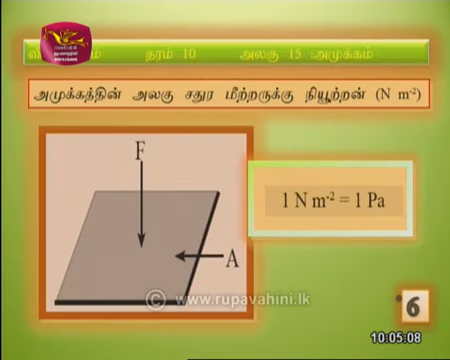 தரம் 10 அலகு 15 :அமுக்கம்
அமுக்கத்தின் அலகு சதுர மீற்றருக்கு நியூற்றன் (N m⁻²)
F
1 N m⁻² = 1 Pa
A
© www.rupavahini.lk
6
10:05:08